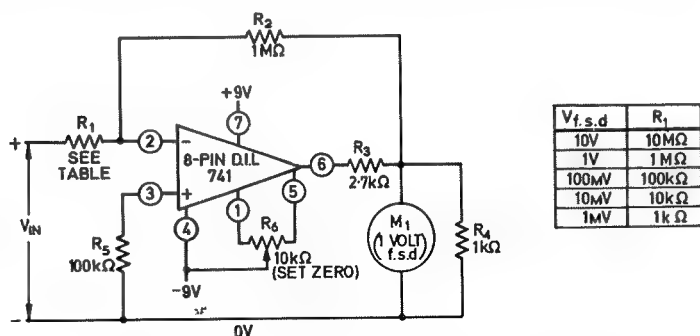 R2
1MΩ
+9V
7
+
R1
SEE
TABLE
2
-
8-PIN D.I.L
741
6
R3
2.7kΩ
3
+
1
5
VIN
R5
100kΩ
4
R6
10kΩ
(SET ZERO)
-9V
M1
(1 VOLT)
f.s.d
R4
1kΩ
-
0V
Vf.s.d R1
10V 10MΩ
1V 1MΩ
100MV 100kΩ
10MV 10kΩ
1MV 1kΩ